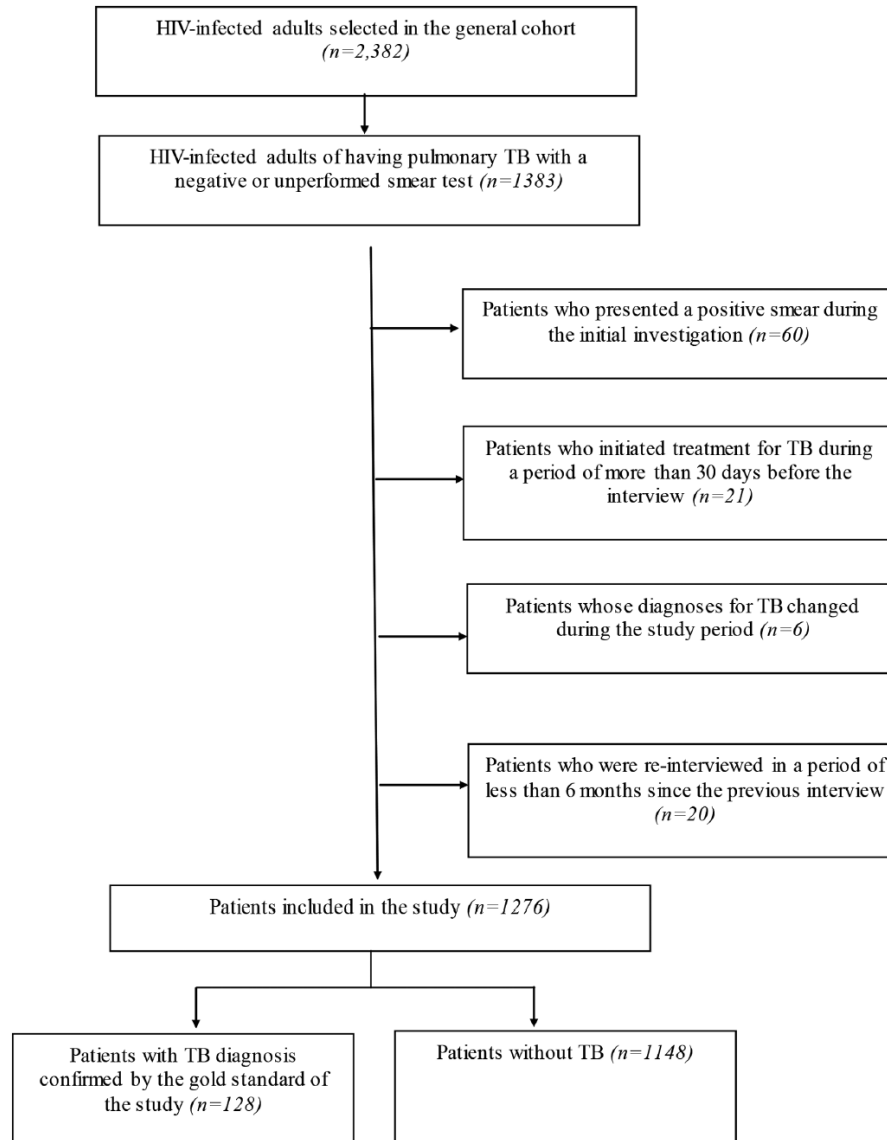 HIV-infected adults selected in the general cohort
(n=2,382)
HIV-infected adults of having pulmonary TB with a
negative or unperformed smear test (n=1383)
Patients who presented a positive smear during
the initial investigation (n=60)
Patients who initiated treatment for TB during
a period of more than 30 days before the
interview (n=21)
Patients whose diagnoses for TB changed
during the study period (n=6)
Patients who were re-interviewed in a period of
less than 6 months since the previous interview
(n=20)
Patients included in the study (n=1276)
Patients with TB diagnosis
confirmed by the gold standard of
the study (n=128)
Patients without TB (n=1148)